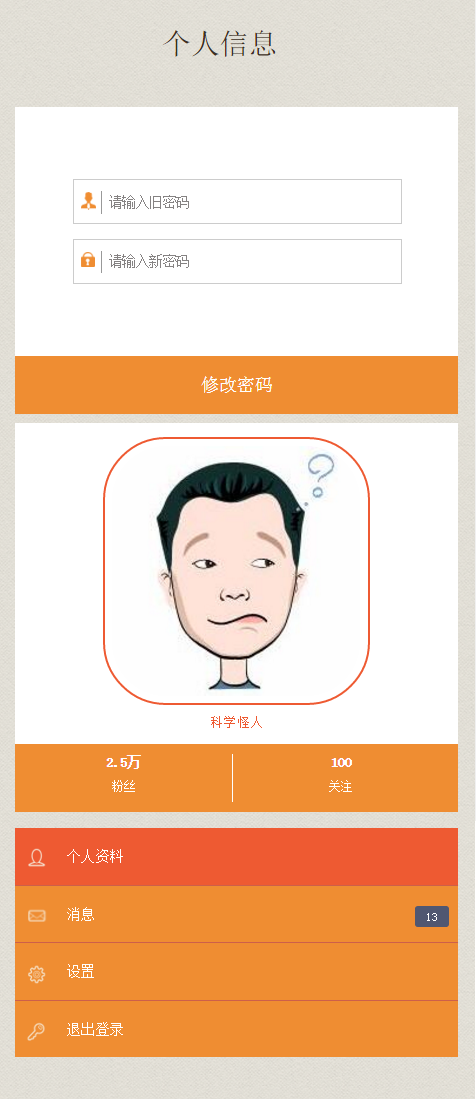 个人信息
请输入旧密码
请输入新密码
修改密码
科学怪人
2.5万
100
粉丝
关注
个人资料
消息
13
设置
退出登录